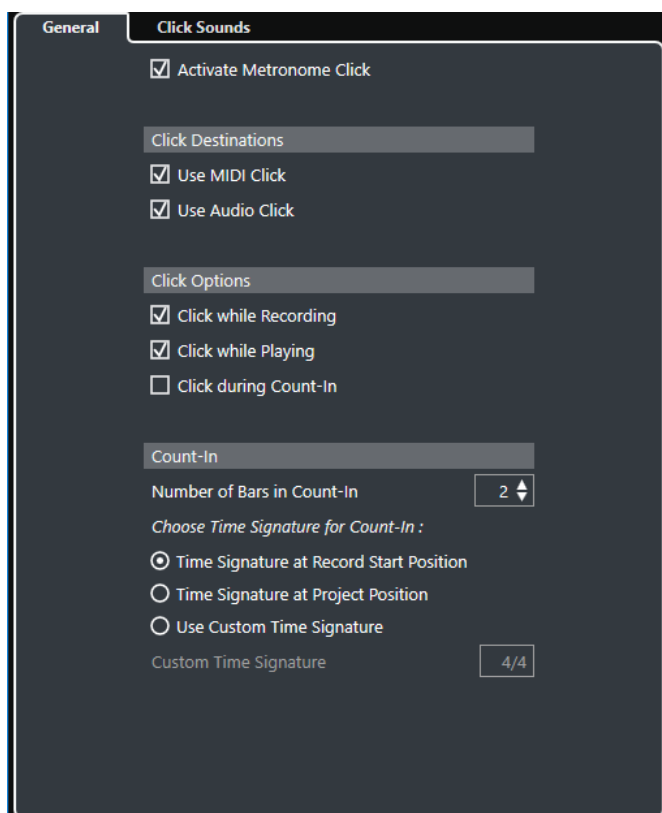 General
Click Sounds
Activate Metronome Click
Click Destinations
Use MIDI Click
Use Audio Click
Click Options
Click while Recording
Click while Playing
Click during Count-In
Count-In
Number of Bars in Count-In 2
Choose Time Signature for Count-In :
Time Signature at Record Start Position
Time Signature at Project Position
Use Custom Time Signature
Custom Time Signature 4/4